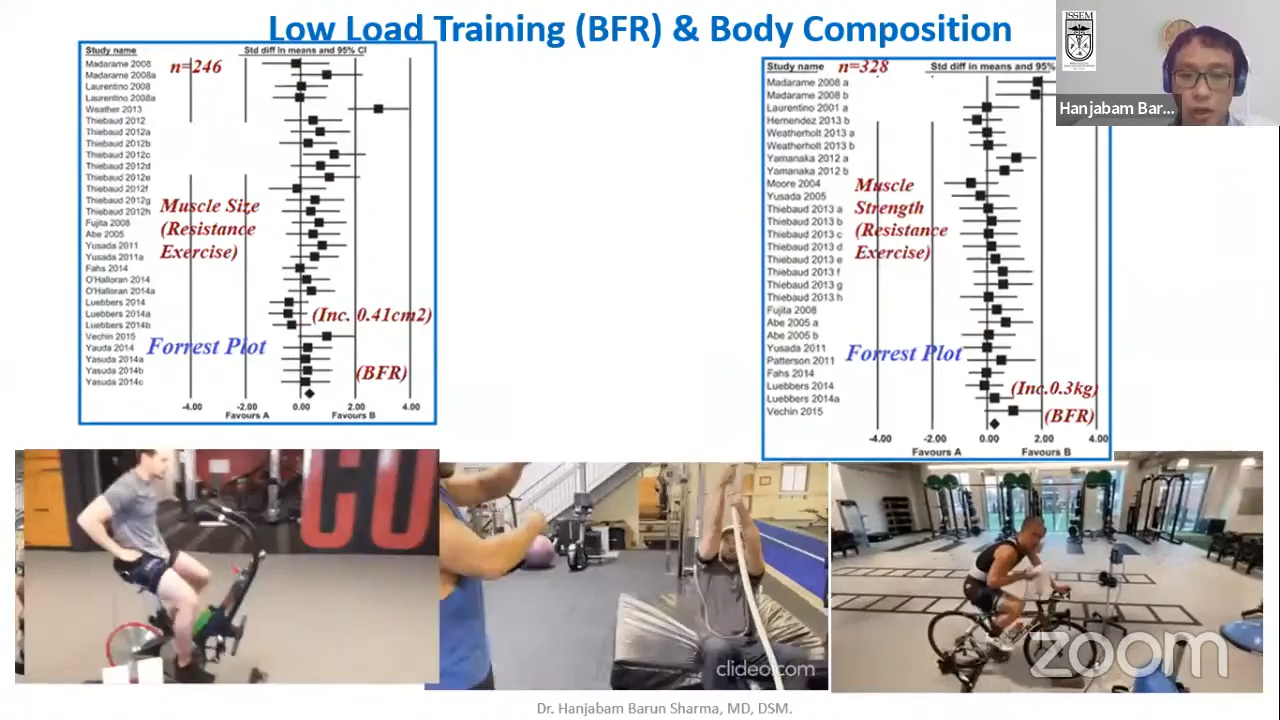 Low Load Training (BFR) & Body Composition
Study name
Std diff in means and 95% CI
n=246
Madarame 2008
Madarame 2008a
Laurentino 2008
Laurentino 2008a
Weather 2013
Thiebaud 2012
Thiebaud 2012a
Thiebaud 2012b
Thiebaud 2012c
Thiebaud 2012d
Thiebaud 2012e
Thiebaud 2012f
Thiebaud 2012g
Thiebaud 2012h
Fujita 2008
Abe 2005
Yusada 2011
Yusada 2011a
Fahs 2014
O'Halloran 2014
O'Halloran 2014a
Luebbers 2014
Luebbers 2014a
Luebbers 2014b
Vechin 2015
Yauda 2014
Yasuda 2014a
Yasuda 2014b
Yasuda 2014c
Muscle Size
(Resistance
Exercise)
(Inc. 0.41cm2)
Forrest Plot
(BFR)
-4.00 -2.00 0.00 2.00 4.00
Favours A Favours B
Study name
n=328
Std diff in means and 95%
Madarame 2008 a
Madarame 2008 b
Laurentino 2001 a
Hernendez 2013 b
Weatherholt 2013 a
Weatherholt 2013 b
Yamanaka 2012 a
Yamanaka 2012 b
Moore 2004
Yusada 2005
Thiebaud 2013 a
Thiebaud 2013 b
Thiebaud 2013 c
Thiebaud 2013 d
Thiebaud 2013 e
Thiebaud 2013 f
Thiebaud 2013 g
Thiebaud 2013 h
Fujita 2008
Abe 2005 a
Abe 2005 b
Yusada 2011
Patterson 2011
Fahs 2014
Luebbers 2014
Luebbers 2014a
Vechin 2015
Muscle
Strength
(Resistance
Exercise)
Forrest Plot
(Inc.0.3kg)
(BFR)
-4.00 -2.00 0.00 2.00 4.00
Favours A Favours B
ISSEM
Hanjabam Bar...
CO
clideo.com
zoom
Dr. Hanjabam Barun Sharma, MD, DSM.